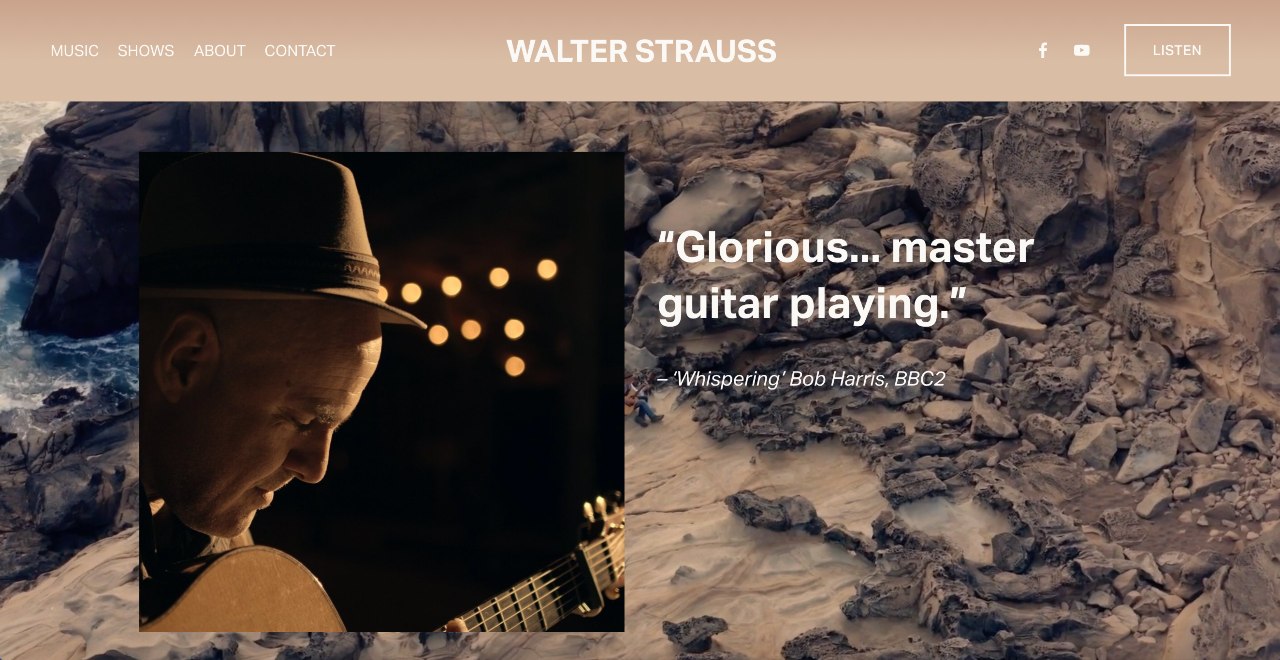 MUSIC SHOWS ABOUT CONTACT
WALTER STRAUSS
LISTEN
“Glorious... master
guitar playing.”
– ‘Whispering’ Bob Harris, BBC2